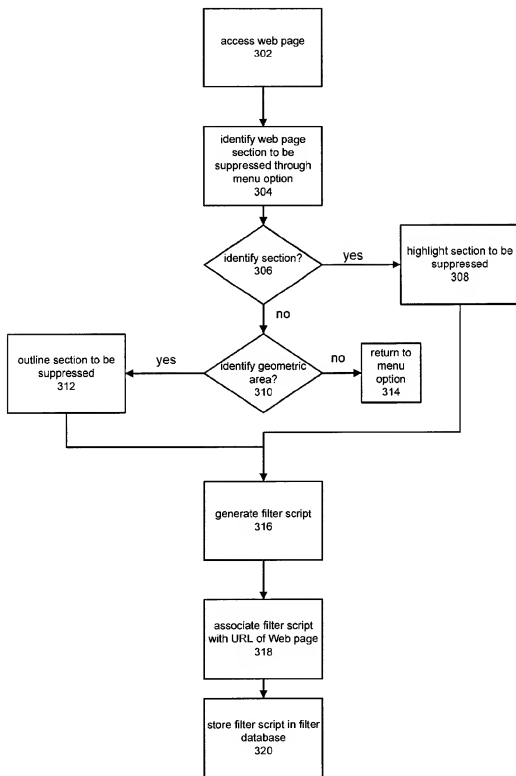 access web page
302
identify web page
section to be
suppressed through
menu option
304
identify section?
306
yes
highlight section to be
suppressed
308
no
outline section to be
suppressed
312
yes
identify geometric
area?
310
no
return to
menu
option
314
generate filter script
316
associate filter script
with URL of Web page
318
store filter script in filter
database
320